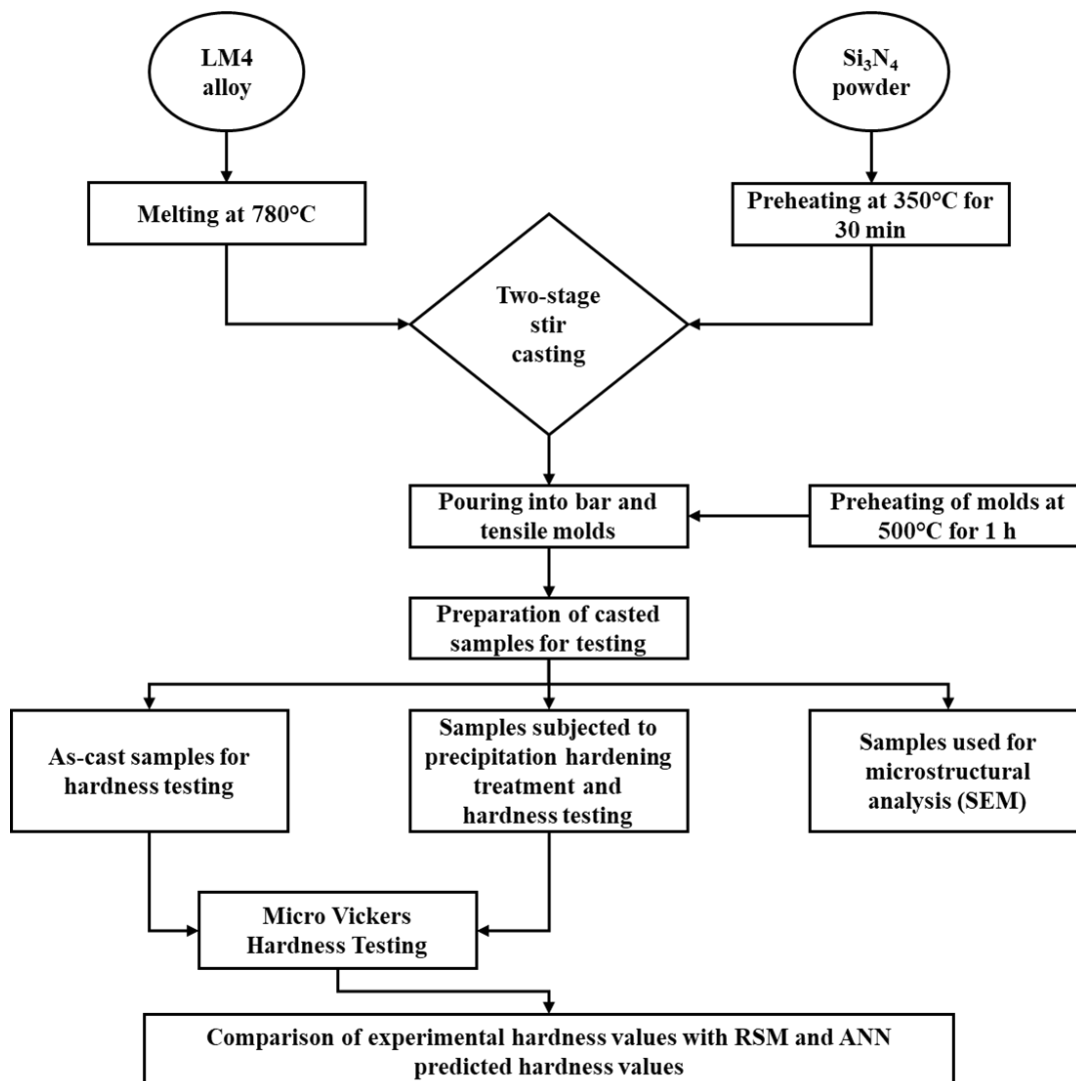 LM4
alloy
Si₃N₄
powder
Melting at 780°C
Preheating at 350°C for
30 min
Two-stage
stir
casting
Pouring into bar and
tensile molds
Preheating of molds at
500°C for 1 h
Preparation of casted
samples for testing
As-cast samples for
hardness testing
Samples subjected to
precipitation hardening
treatment and
hardness testing
Samples used for
microstructural
analysis (SEM)
Micro Vickers
Hardness Testing
Comparison of experimental hardness values with RSM and ANN
predicted hardness values